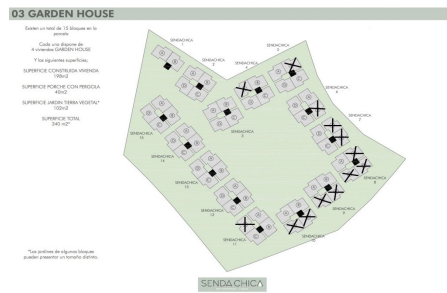 03 GARDEN HOUSE
Existen un total de 15 bloques en la
parcela
Cada uno dispone de
4 viviendas GARDEN HOUSE
Y las siguientes superficies;
SUPERFICIE CONSTRUIDA VIVIENDA
198m2
SUPERFICIE PORCHE CON PERGOLA
40m2
SUPERFICIE JARDIN TIERRA VEGETAL*
102m2
SUPERFICIE TOTAL
340 m2*
*Los jardines de algunos bloques
pueden presentar un tamaño distinto.
SENDACHICA
1
SENDACHICA
2
SENDACHICA
3
SENDACHICA
4
SENDACHICA
5
SENDACHICA
6
SENDACHICA
7
SENDACHICA
8
SENDACHICA
9
SENDACHICA
10
SENDACHICA
11
SENDACHICA
12
SENDACHICA
13
SENDACHICA
14
SENDACHICA
15
SENDA CHICA